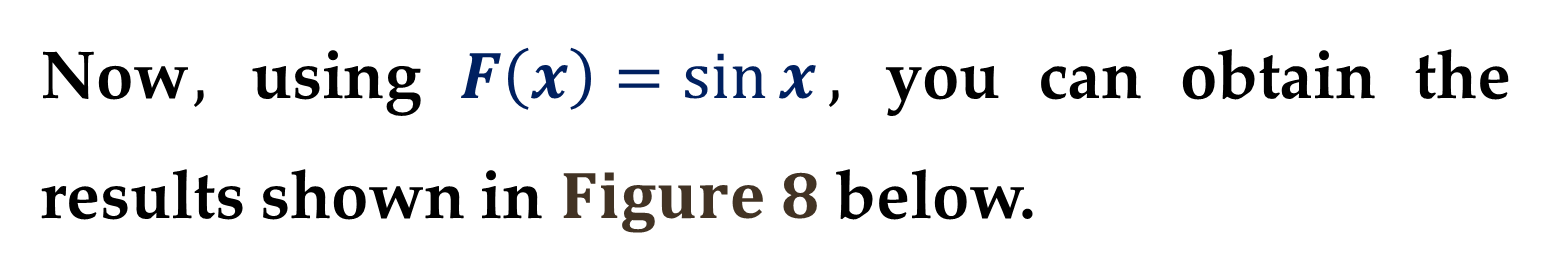 Now, using F(x) = sin x, you can obtain the
results shown in Figure 8 below.